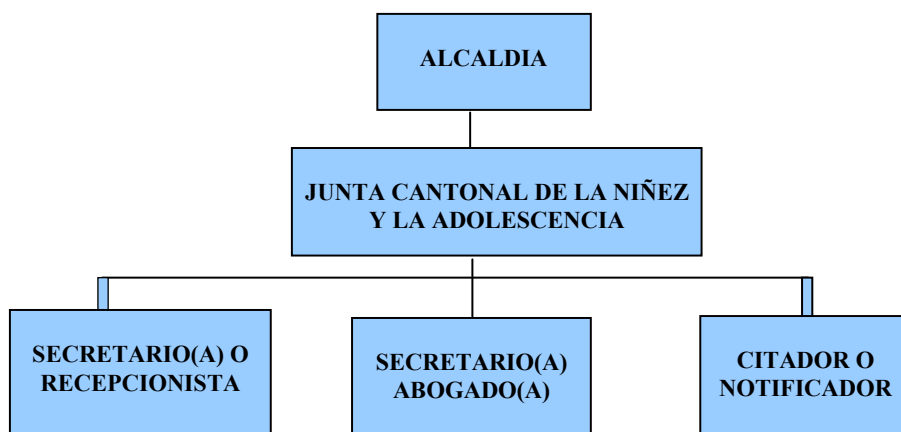 ALCALDIA
JUNTA CANTONAL DE LA NIÑEZ
Y LA ADOLESCENCIA
SECRETARIO(A) O
RECEPCIONISTA
SECRETARIO(A)
ABOGADO(A)
CITADOR O
NOTIFICADOR